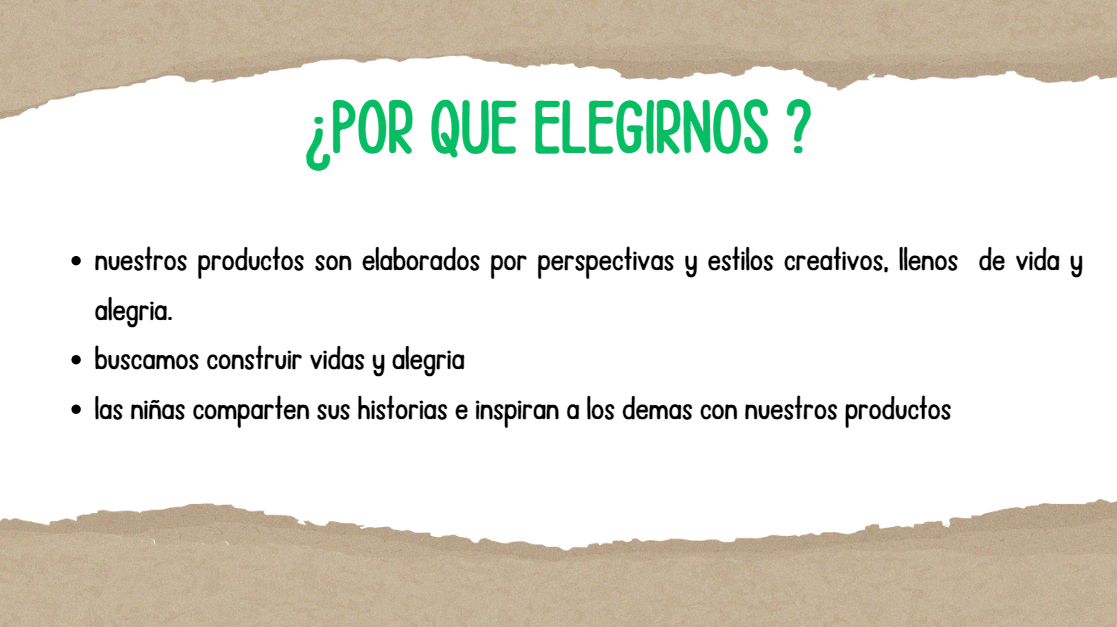 ¿POR QUE ELEGIRNOS ?
• nuestros productos son elaborados por perspectivas y estilos creativos, llenos de vida y
alegria.
• buscamos construir vidas y alegria
• las niñas comparten sus historias e inspiran a los demas con nuestros productos